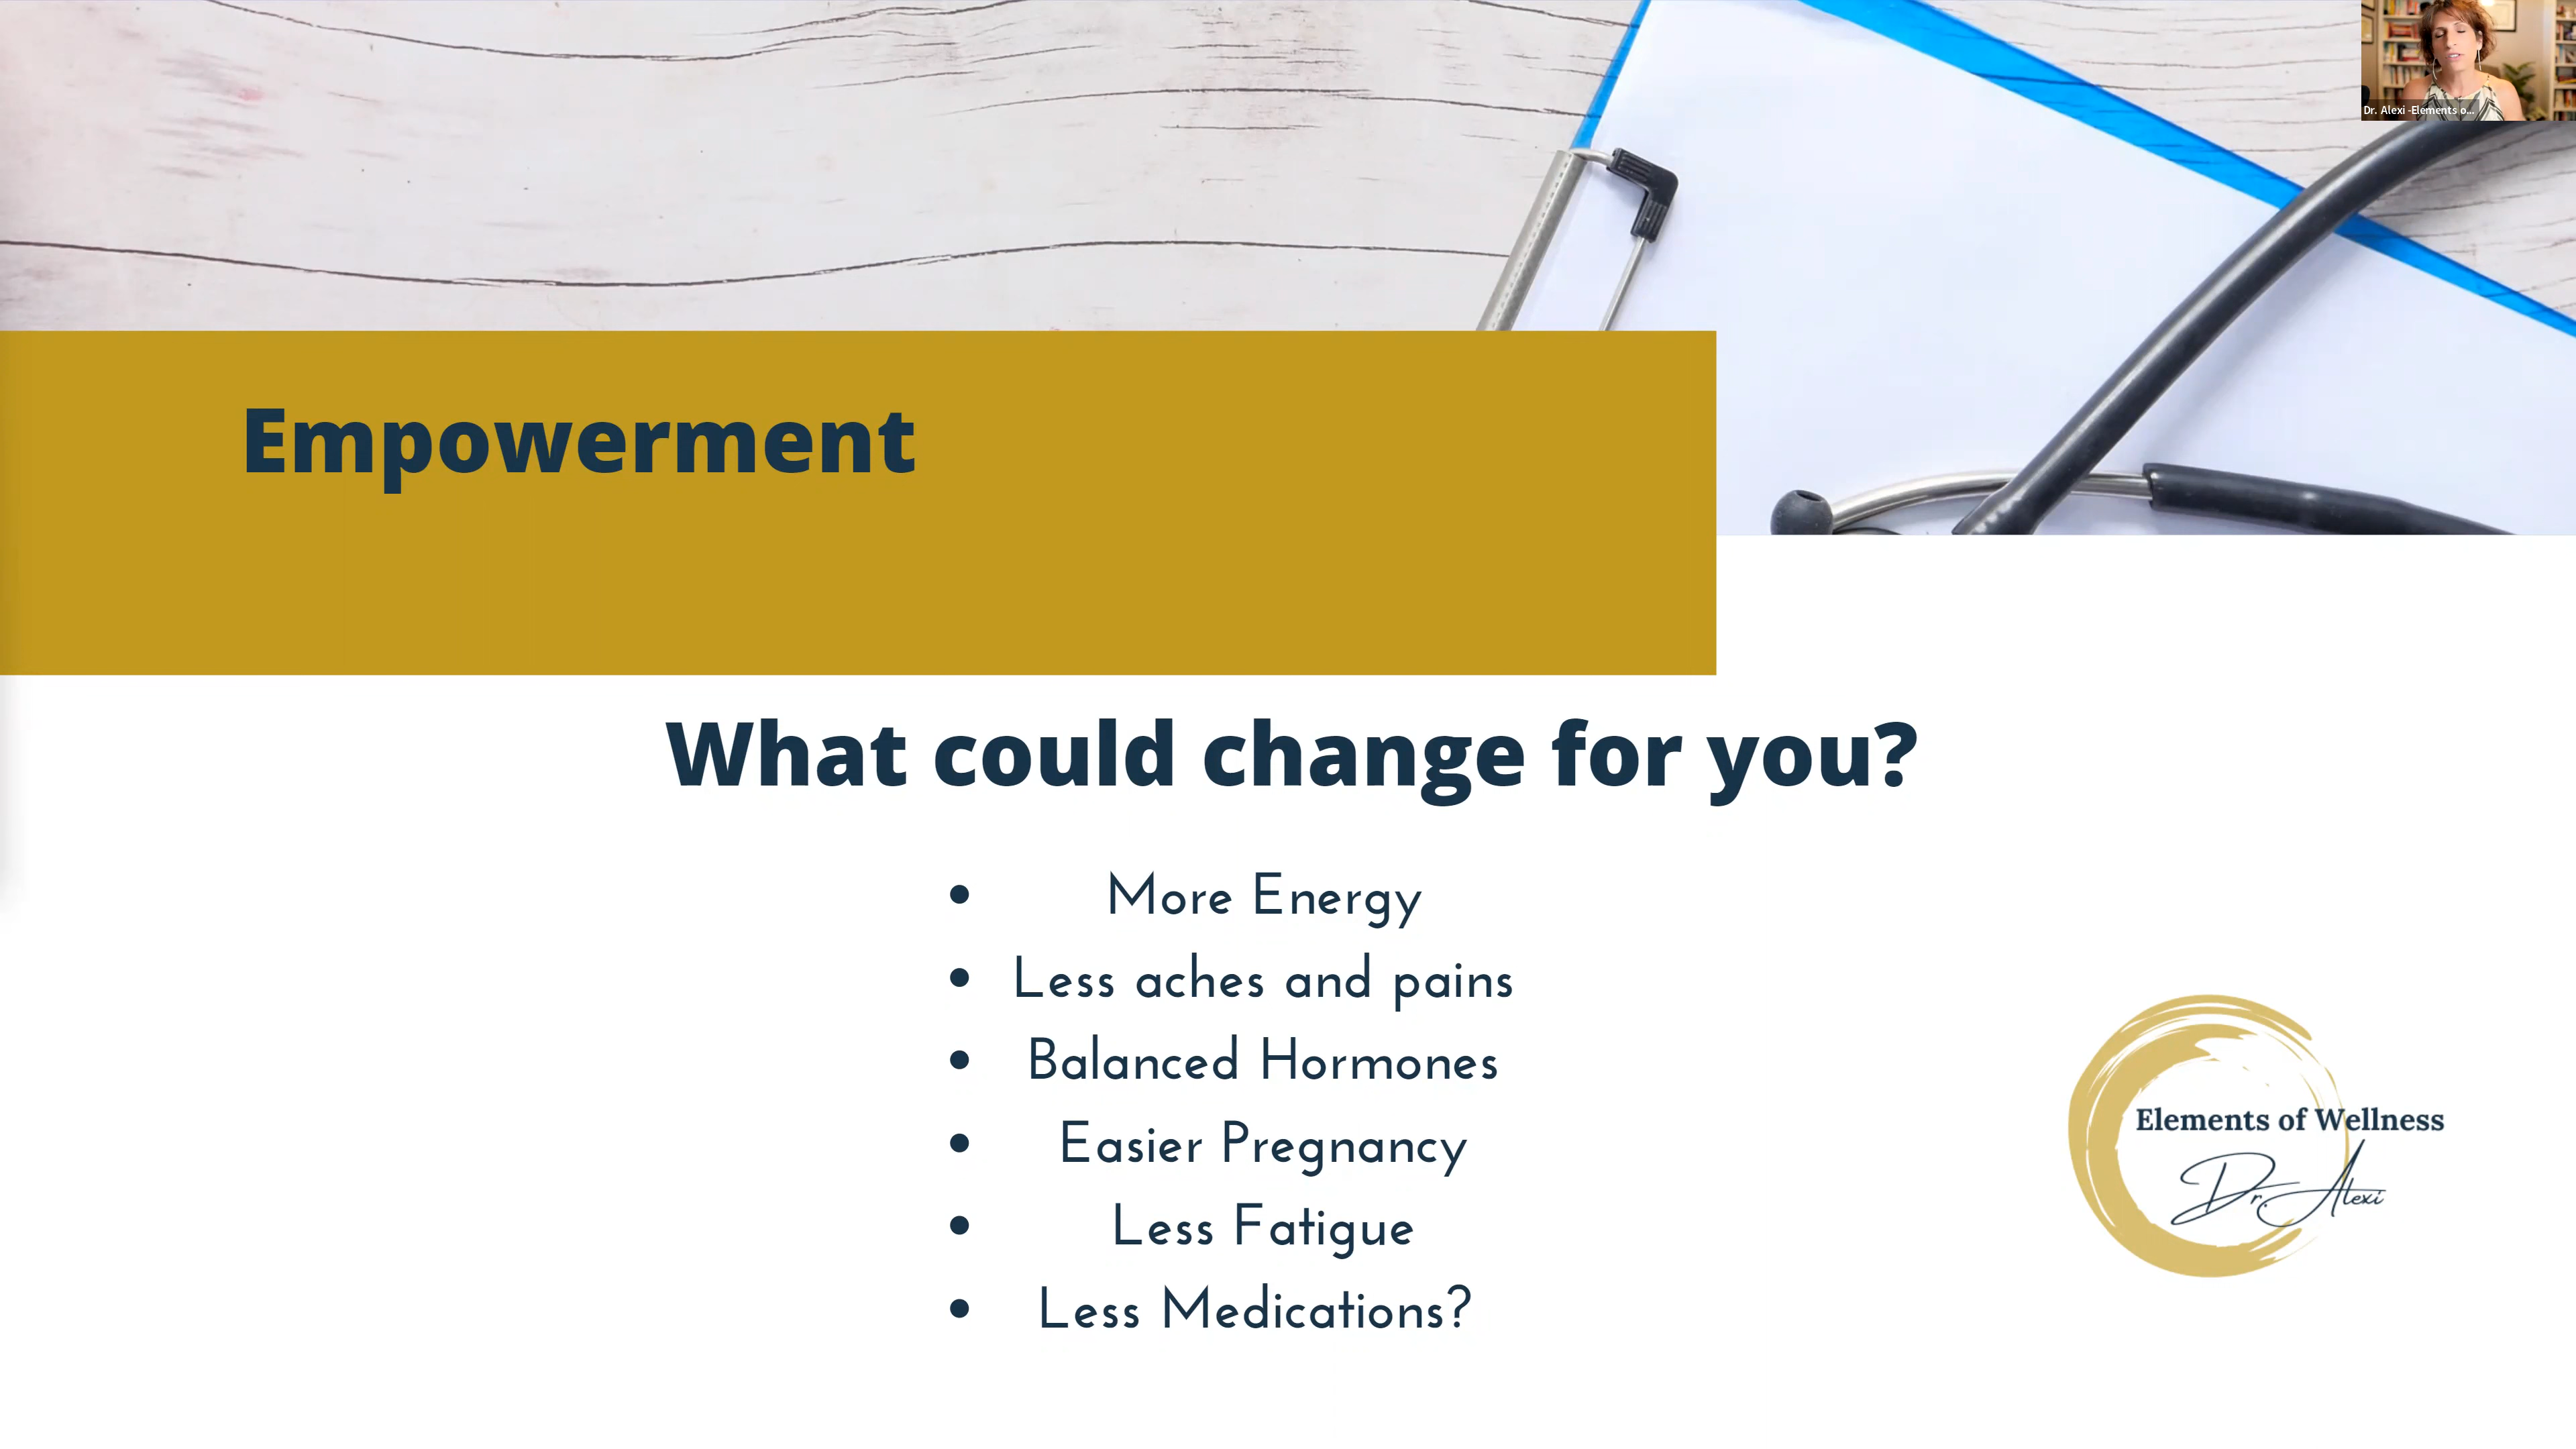 Dr. Alexi -Elements o...
Empowerment
What could change for you?
• More Energy
• Less aches and pains
• Balanced Hormones
• Easier Pregnancy
• Less Fatigue
• Less Medications?
Elements of Wellness
Dr. Alexi